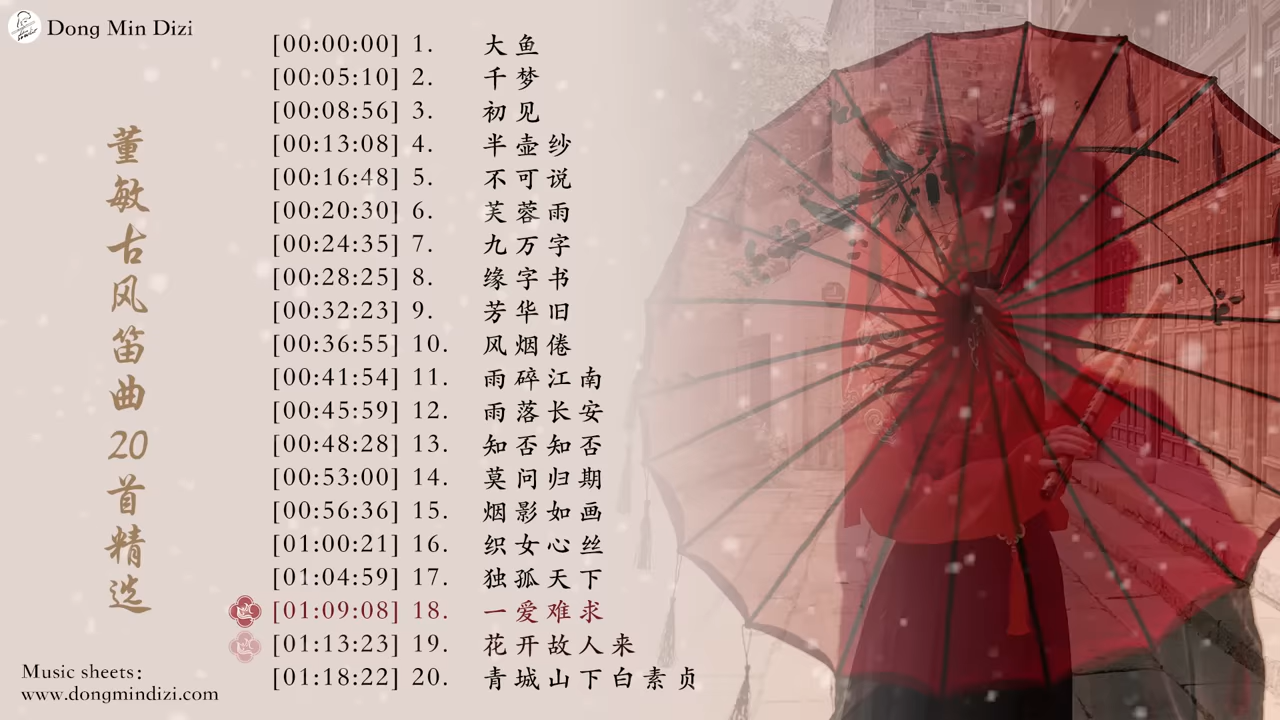 Dong Min Dizi
董敏古风笛曲20首精选
[00:00:00] 1. 大鱼
[00:05:10] 2. 千梦
[00:08:56] 3. 初见
[00:13:08] 4. 半壶纱
[00:16:48] 5. 不可说
[00:20:30] 6. 芙蓉雨
[00:24:35] 7. 九万字
[00:28:25] 8. 缘字书
[00:32:23] 9. 芳华旧
[00:36:55] 10. 风烟倦
[00:41:54] 11. 雨碎江南
[00:45:59] 12. 雨落长安
[00:48:28] 13. 知否知否
[00:53:00] 14. 莫问归期
[00:56:36] 15. 烟影如画
[01:00:21] 16. 织女心丝
[01:04:59] 17. 独孤天下
[01:09:08] 18. 一爱难求
[01:13:23] 19. 花开故人来
[01:18:22] 20. 青城山下白素贞
Music sheets:
www.dongmindizi.com